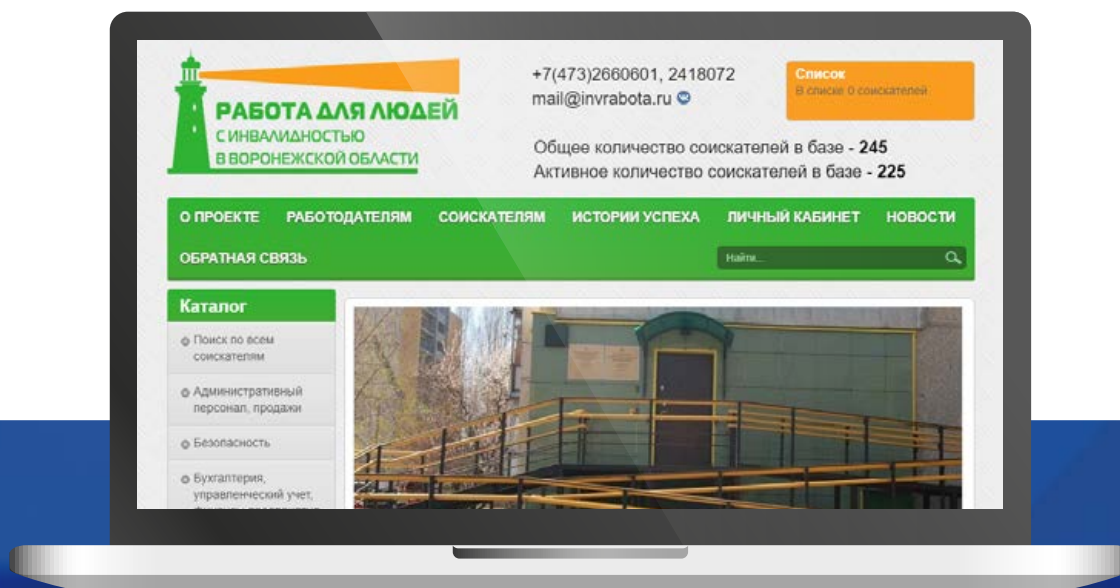 РАБОТА ДЛЯ ЛЮДЕЙ
С ИНВАЛИДНОСТЬЮ
В ВОРОНЕЖСКОЙ ОБЛАСТИ
+7(473)2660601, 2418072
mail@invrabota.ru
Список
В списке 0 соискателей
Общее количество соискателей в базе - 245
Активное количество соискателей в базе - 225
О ПРОЕКТЕ РАБОТОДАТЕЛЯМ СОИСКАТЕЛЯМ ИСТОРИИ УСПЕХА ЛИЧНЫЙ КАБИНЕТ НОВОСТИ
ОБРАТНАЯ СВЯЗЬ
Найти...
Каталог
Поиск по всем
соискателям
Административный
персонал, продажи
Безопасность
Бухгалтерия,
управленческий учет,